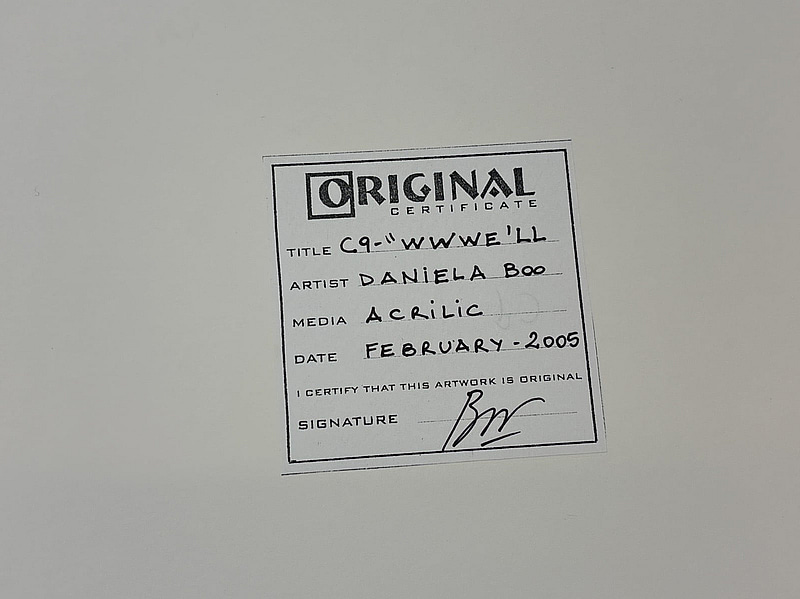 ORIGINAL
CERTIFICATE
TITLE C9-"WWWE'LL
ARTIST DANIELA BOO
MEDIA ACRILIC
DATE FEBRUARY - 2005
I CERTIFY THAT THIS ARTWORK IS ORIGINAL
SIGNATURE